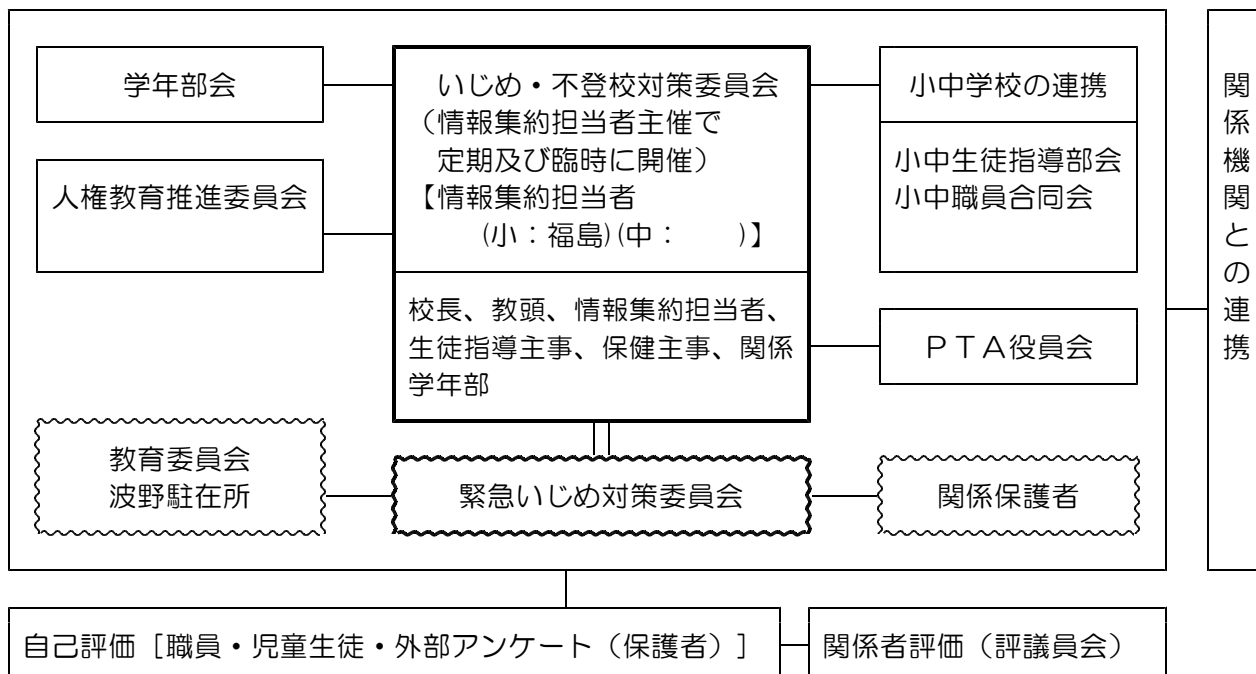 学年部会
人権教育推進委員会
いじめ・不登校対策委員会
（情報集約担当者主催で
定期及び臨時に開催）
【情報集約担当者
(小：福島)(中：　　)】
校長、教頭、情報集約担当者、
生徒指導主事、保健主事、関係
学年部
小中学校の連携
小中生徒指導部会
小中職員合同会
ＰＴＡ役員会
教育委員会
波野駐在所
緊急いじめ対策委員会
関係保護者
関係機関との連携
自己評価［職員・児童生徒・外部アンケート（保護者）］
関係者評価（評議員会）